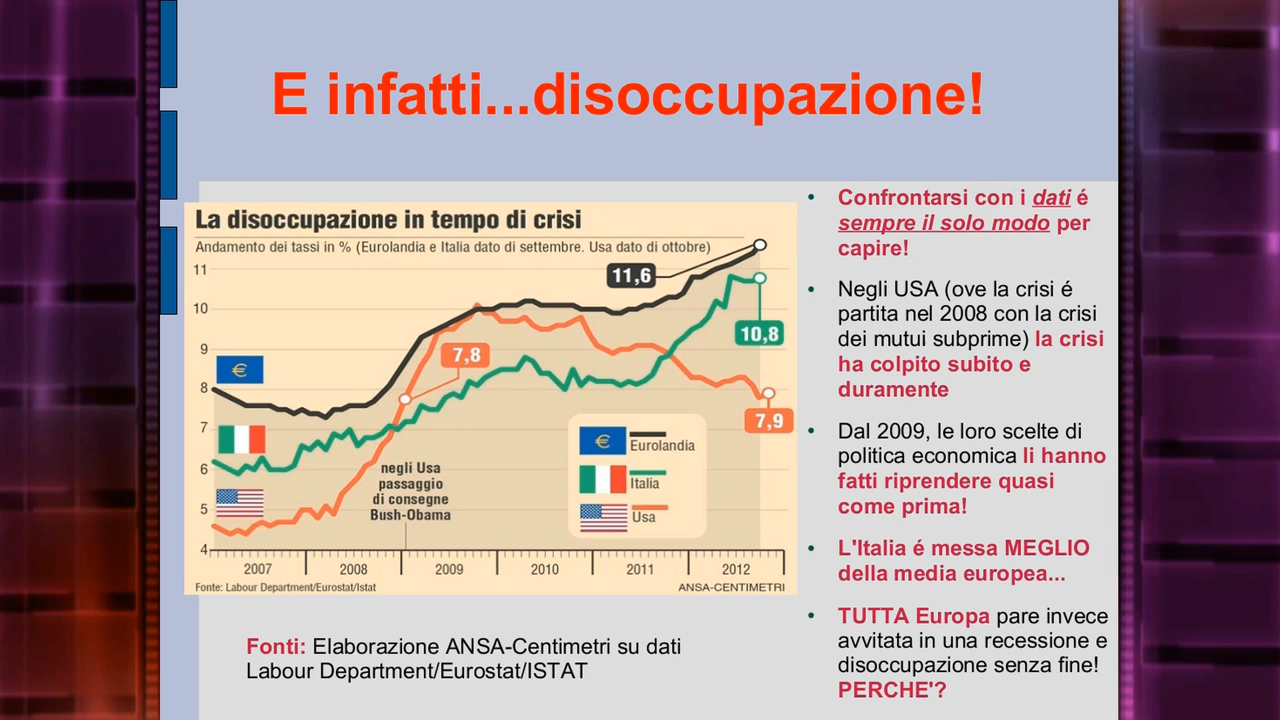 E infatti...disoccupazione!
La disoccupazione in tempo di crisi
Andamento dei tassi in % (Eurolandia e Italia dato di settembre. Usa dato di ottobre)
11
10
9
8
7
6
5
4
11,6
10,8
7,8
7,9
€
negli Usa
passaggio
di consegne
Bush-Obama
€ Eurolandia
Italia
Usa
2007 2008 2009 2010 2011 2012
Fonte: Labour Department/Eurostat/Istat
ANSA-CENTIMETRI
Fonti: Elaborazione ANSA-Centimetri su dati
Labour Department/Eurostat/ISTAT
• Confrontarsi con i dati é
sempre il solo modo per
capire!
• Negli USA (ove la crisi é
partita nel 2008 con la crisi
dei mutui subprime) la crisi
ha colpito subito e
duramente
• Dal 2009, le loro scelte di
politica economica li hanno
fatti riprendere quasi
come prima!
• L'Italia é messa MEGLIO
della media europea...
• TUTTA Europa pare invece
avvitata in una recessione e
disoccupazione senza fine!
PERCHE'?